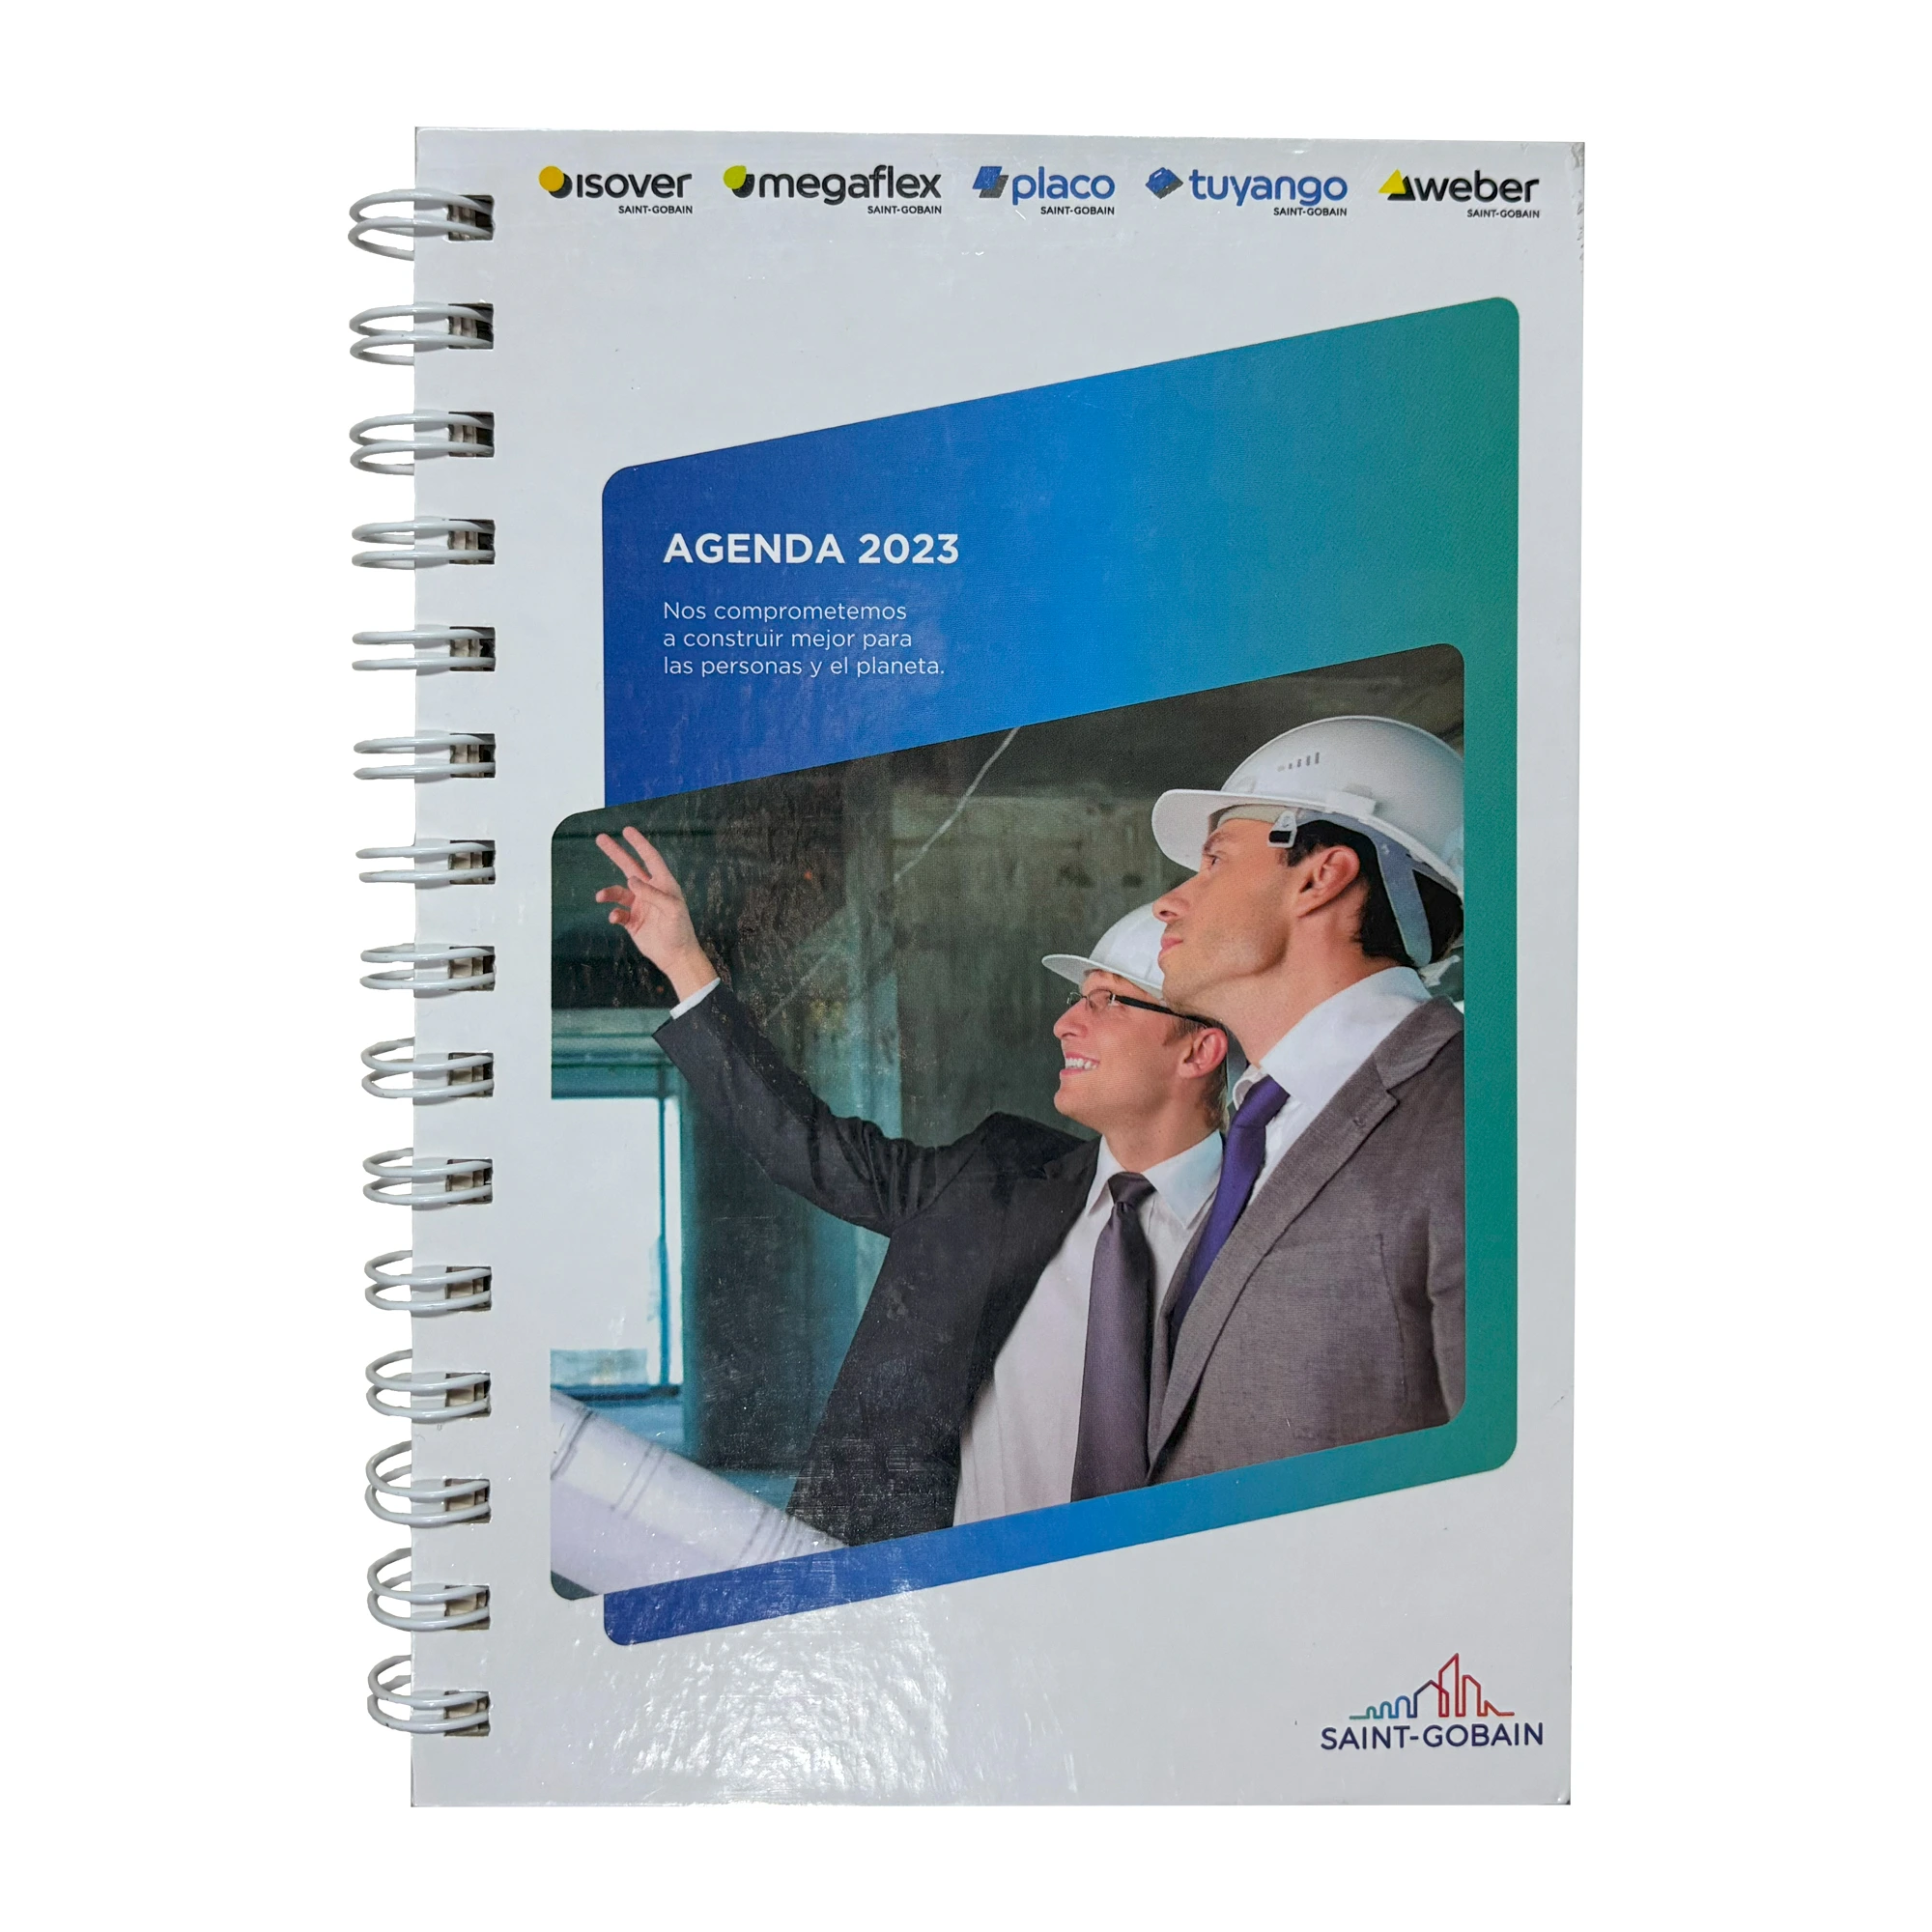 isover
SAINT-GOBAIN
megaflex
SAINT-GOBAIN
placo
SAINT-GOBAIN
tuyango
SAINT-GOBAIN
weber
SAINT-GOBAIN
AGENDA 2023
Nos comprometemos
a construir mejor para
las personas y el planeta.
SAINT-GOBAIN